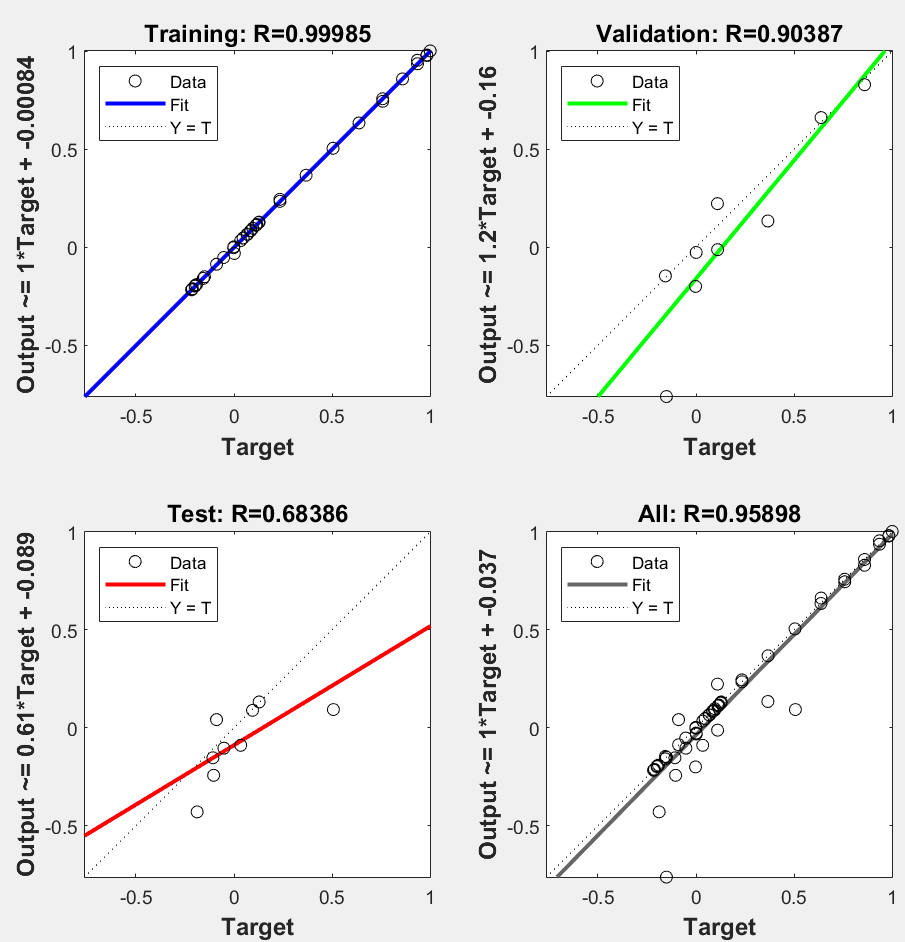 Training: R=0.99985
Output ~= 1*Target + -0.00084
1
0.5
0
-0.5
Data
Fit
Y = T
-0.5 0 0.5 1
Target
Validation: R=0.90387
Output ~= 1.2*Target + -0.16
1
0.5
0
-0.5
Data
Fit
Y = T
-0.5 0 0.5 1
Target
Test: R=0.68386
Output ~= 0.61*Target + -0.089
1
0.5
0
-0.5
Data
Fit
Y = T
-0.5 0 0.5 1
Target
All: R=0.95898
Output ~= 1*Target + -0.037
1
0.5
0
-0.5
Data
Fit
Y = T
-0.5 0 0.5 1
Target